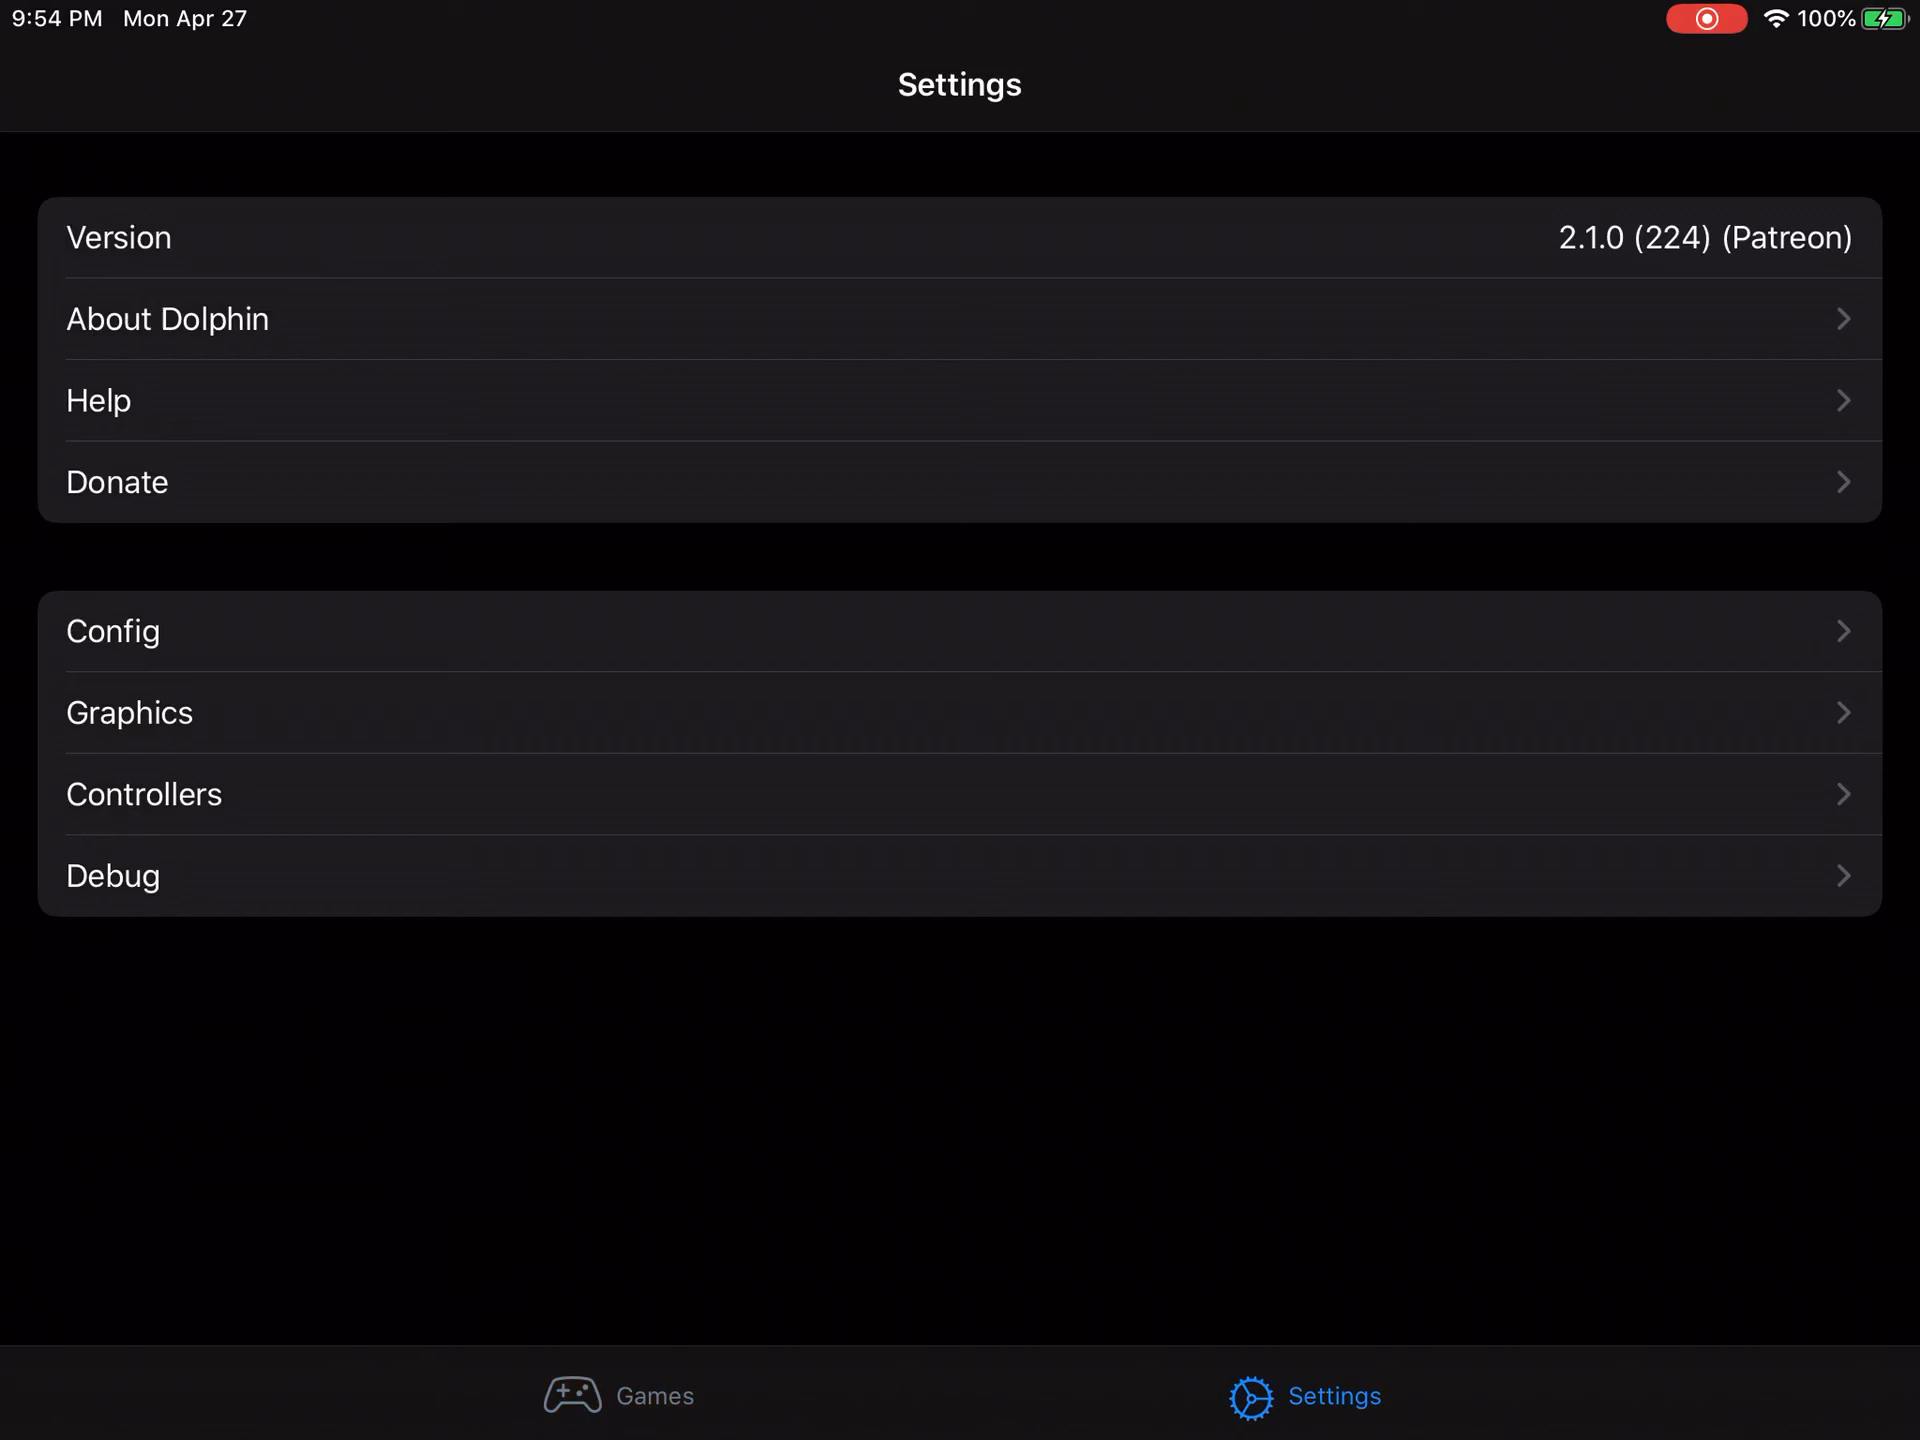 9:54 PM Mon Apr 27 100%
Settings
Version 2.1.0 (224) (Patreon)
About Dolphin
Help
Donate
Config
Graphics
Controllers
Debug
Games Settings